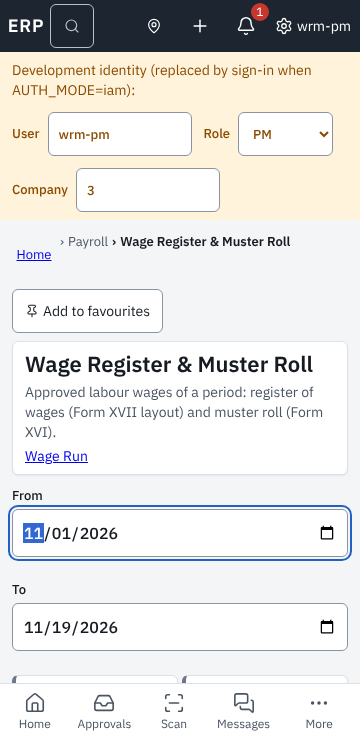 ERP
1
wrm-pm
Development identity (replaced by sign-in when
AUTH_MODE=iam):
User wrm-pm Role PM
Company 3
Home › Payroll › Wage Register & Muster Roll
Add to favourites
Wage Register & Muster Roll
Approved labour wages of a period: register of
wages (Form XVII layout) and muster roll (Form
XVI).
Wage Run
From
11/01/2026
To
11/19/2026
Home Approvals Scan Messages More